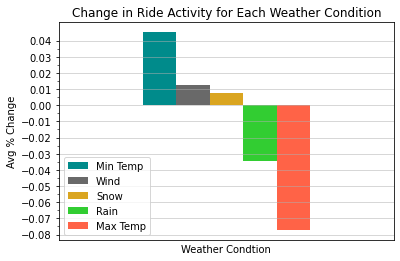 Change in Ride Activity for Each Weather Condition
Avg % Change
0.04
0.03
0.02
0.01
0.00
−0.01
−0.02
−0.03
−0.04
−0.05
−0.06
−0.07
−0.08
Min Temp
Wind
Snow
Rain
Max Temp
Weather Condtion